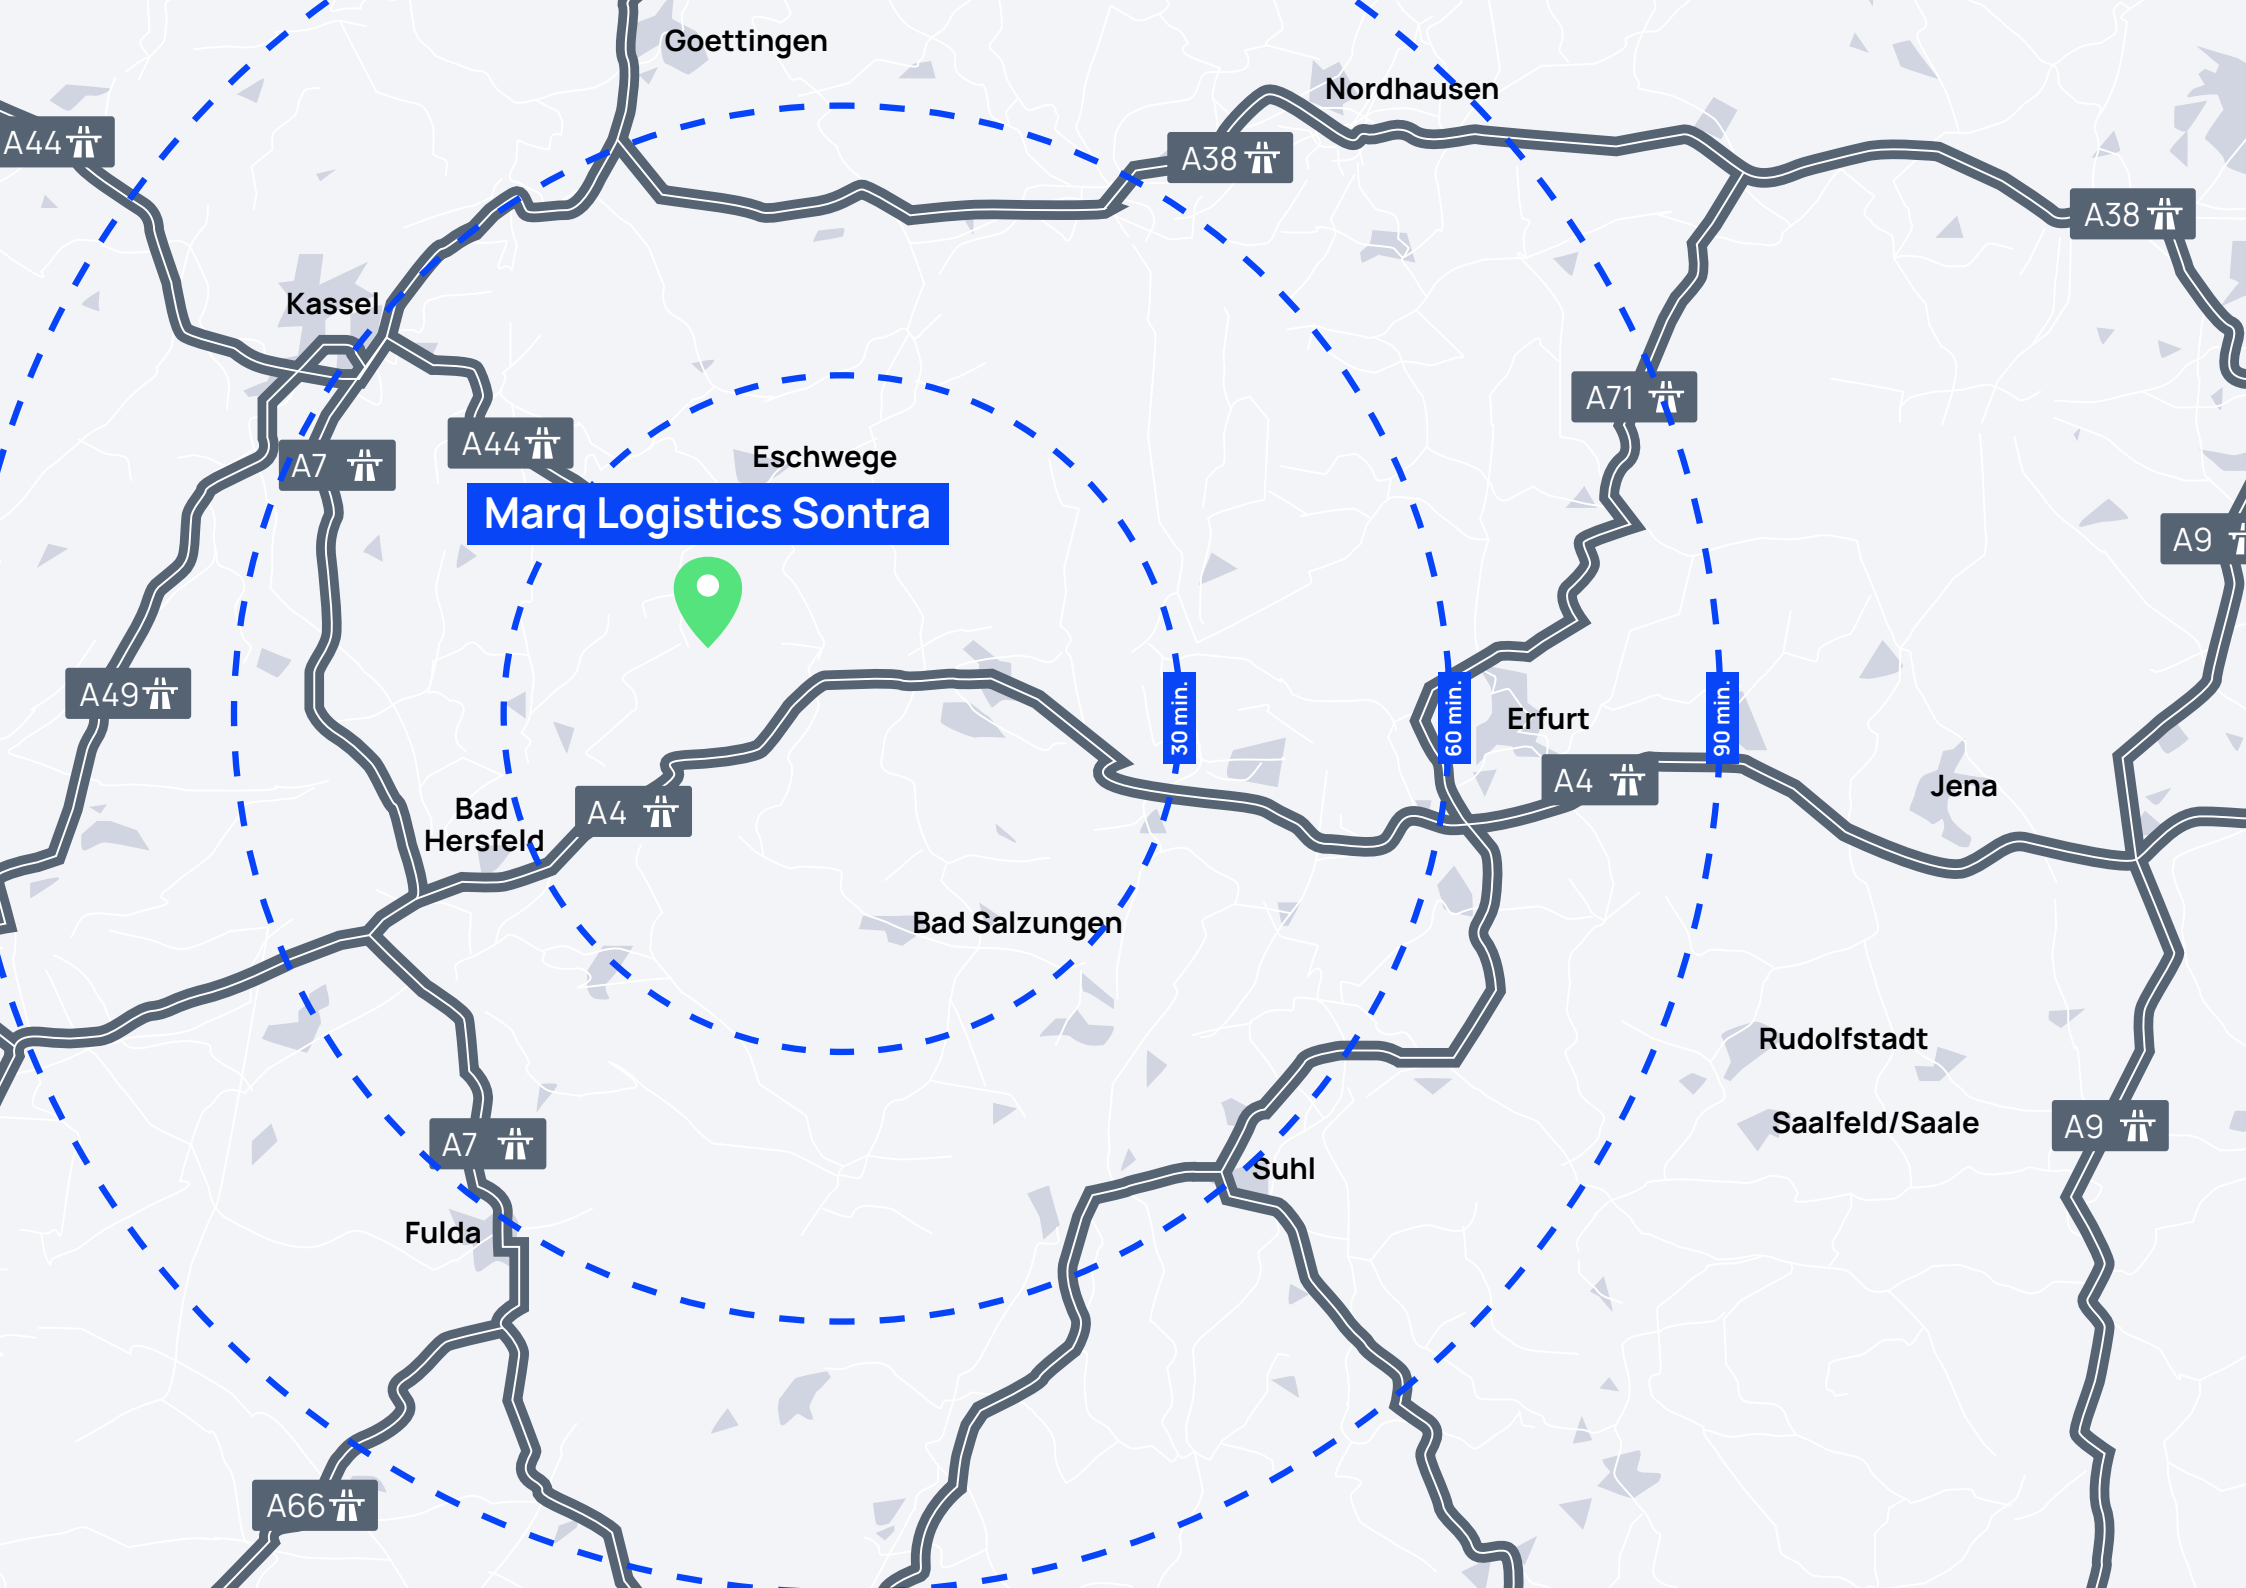 Goettingen
Nordhausen
A44
A38
A38
Kassel
A71
A44
Eschwege
A7
Marq Logistics Sontra
A9
A49
30 min.
60 min.
90 min.
Erfurt
A4
Jena
Bad
Hersfeld
A4
Bad Salzungen
Rudolfstadt
Saalfeld/Saale
A9
A7
Suhl
Fulda
A66